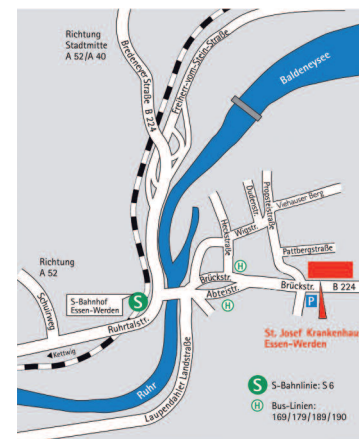 Richtung
Stadtmitte
A 52/A 40
Bredeneyer
Straße B 224
Freiherr-vom-Stein-Straße
Baldeneysee
Dudenstr.
Propsteistraße
Viehauser Berg
Heckstraße
Wigstr.
Pattbergstraße
Richtung
A 52
H
Brückstr.
Brückstr.
B 224
Schuirweg
S-Bahnhof
Essen-Werden
S
Abteistr.
H
P
Ruhrtalstr.
Kettwig
St. Josef Krankenhau
Essen-Werden
Ruhr
Laupendahler Landstraße
S S-Bahnlinie: S 6
H Bus-Linien:
169/179/189/190